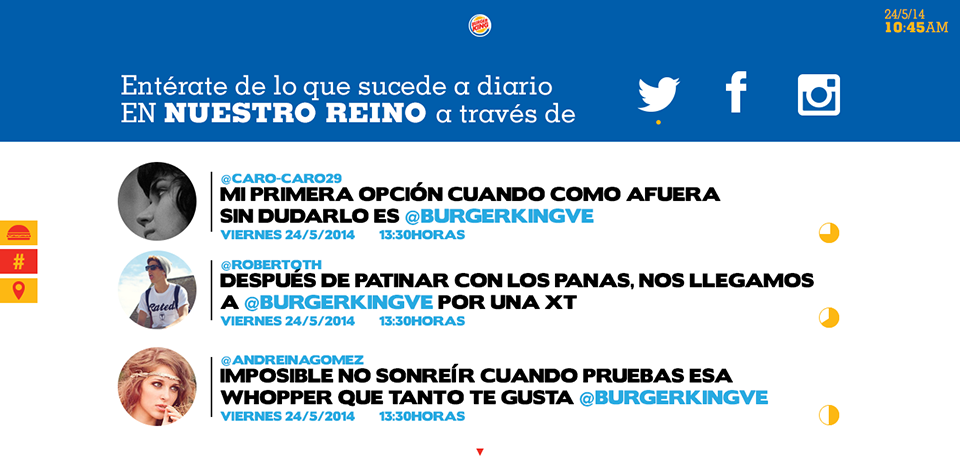 24/5/14
10:45AM
BURGER
KING
Entérate de lo que sucede a diario
EN NUESTRO REINO a través de
@CARO-CARO29
MI PRIMERA OPCIÓN CUANDO COMO AFUERA
SIN DUDARLO ES @BURGERKINGVE
VIERNES 24/5/2014 13:30HORAS
#
@ROBERTOTH
DESPUÉS DE PATINAR CON LOS PANAS, NOS LLEGAMOS
A @BURGERKINGVE POR UNA XT
VIERNES 24/5/2014 13:30HORAS
@ANDREINAGOMEZ
IMPOSIBLE NO SONREÍR CUANDO PRUEBAS ESA
WHOPPER QUE TANTO TE GUSTA @BURGERKINGVE
VIERNES 24/5/2014 13:30HORAS